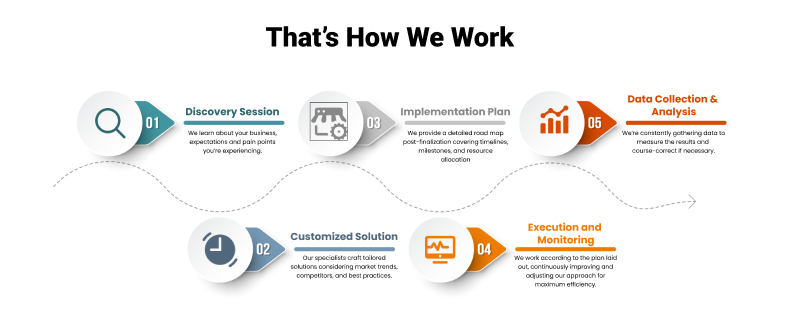 That's How We Work
01
Discovery Session
We learn about your business,
expectations and pain points
you're experiencing.
02
Customized Solution
Our specialists craft tailored
solutions considering market trends,
competitors, and best practices.
03
Implementation Plan
We provide a detailed road map
post-finalization covering timelines,
milestones, and resource
allocation
04
Execution and
Monitoring
We work according to the plan laid
out, continuously improving and
adjusting our approach for
maximum efficiency.
05
Data Collection &
Analysis
We're constantly gathering data to
measure the results and
course-correct if necessary.